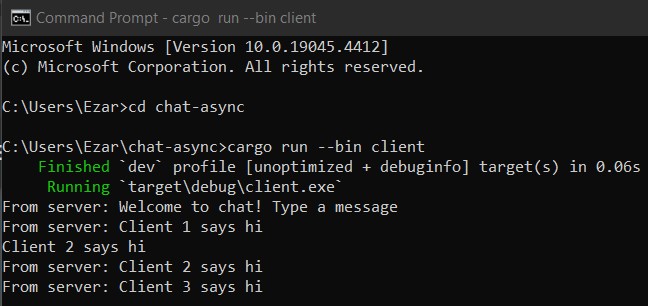 Command Prompt - cargo  run --bin client
Microsoft Windows [Version 10.0.19045.4412]
(c) Microsoft Corporation. All rights reserved.
C:\Users\Ezar>cd chat-async
C:\Users\Ezar\chat-async>cargo run --bin client
    Finished `dev` profile [unoptimized + debuginfo] target(s) in 0.06s
     Running `target\debug\client.exe`
From server: Welcome to chat! Type a message
From server: Client 1 says hi
Client 2 says hi
From server: Client 2 says hi
From server: Client 3 says hi